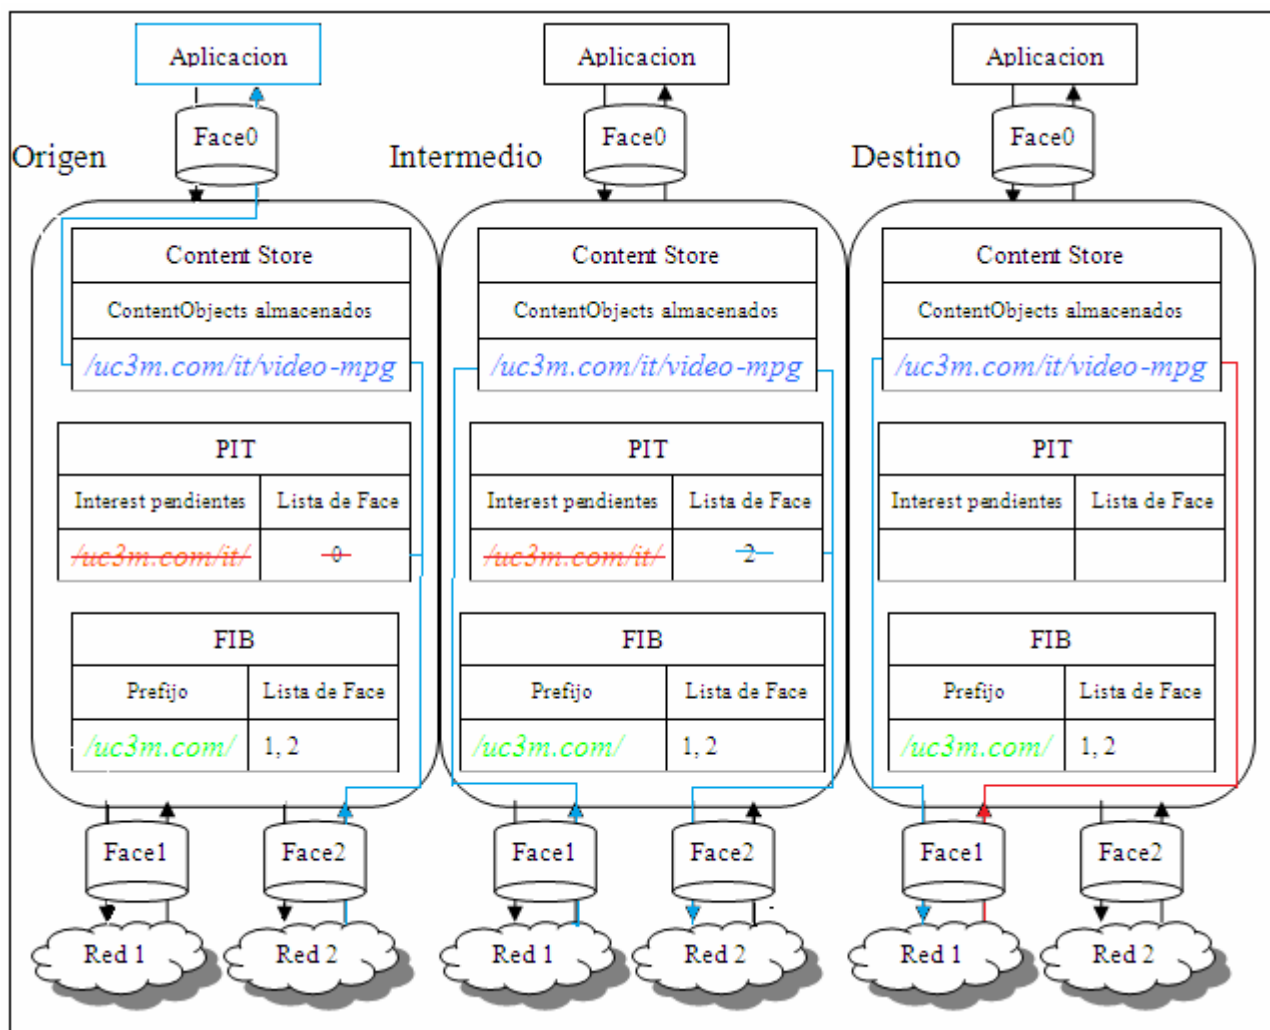 Aplicacion
Aplicacion
Aplicacion
Face0
Face0
Face0
Origen
Intermedio
Destino
Content Store
ContentObjects almacenados
/uc3m.com/it/video-mpg
PIT
Interest pendientes
Lista de Face
/uc3m.com/it/
0
FIB
Prefijo
Lista de Face
/uc3m.com/
1, 2
Face1
Face2
Red 1
Red 2
Content Store
ContentObjects almacenados
/uc3m.com/it/video-mpg
PIT
Interest pendientes
Lista de Face
/uc3m.com/it/
2
FIB
Prefijo
Lista de Face
/uc3m.com/
1, 2
Face1
Face2
Red 1
Red 2
Content Store
ContentObjects almacenados
/uc3m.com/it/video-mpg
PIT
Interest pendientes
Lista de Face
FIB
Prefijo
Lista de Face
/uc3m.com/
1, 2
Face1
Face2
Red 1
Red 2